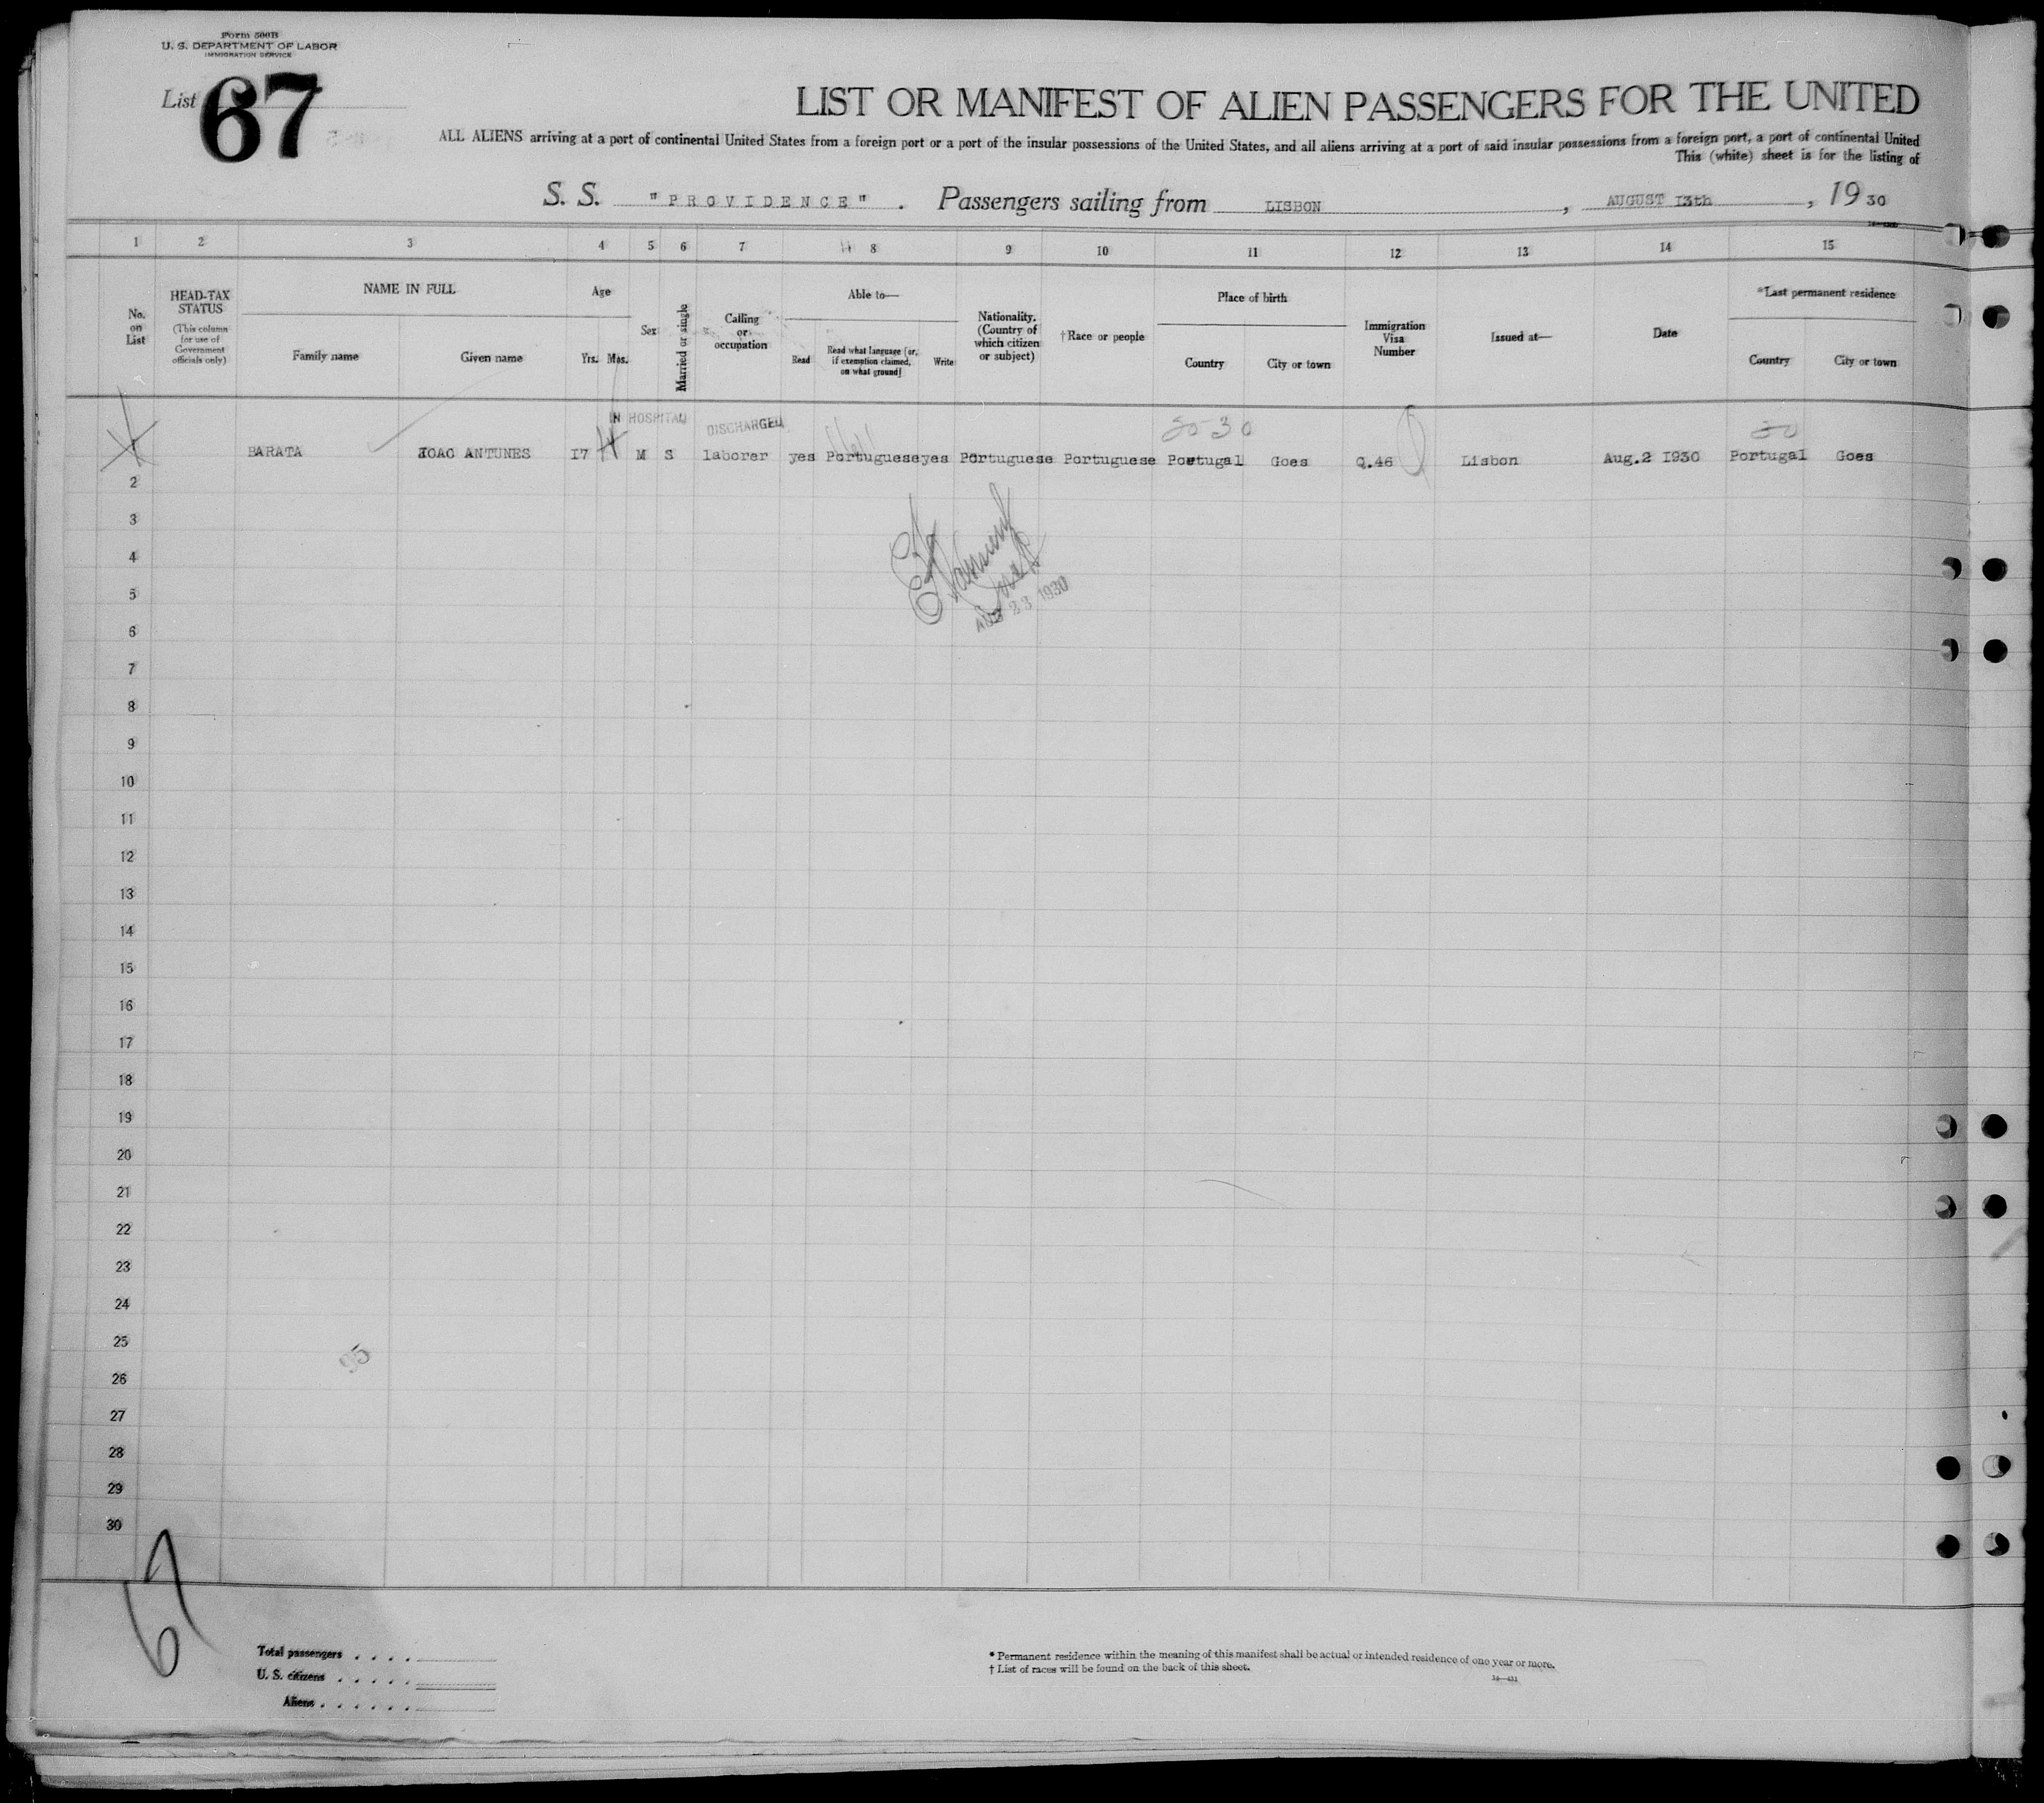 Form 500B
U. S. DEPARTMENT OF LABOR
IMMIGRATION SERVICE
List 67
LIST OR MANIFEST OF ALIEN PASSENGERS FOR THE UNITED
ALL ALIENS arriving at a port of continental United States from a foreign port or a port of the insular possessions of the United States, and all aliens arriving at a port of said insular possessions from a foreign port, a port of continental United
This (white) sheet is for the listing of
S. S. "PROVIDENCE" . Passengers sailing from LISBON , AUGUST I3th , 19 30
1 2 3 4 5 6 7 8 9 10 11 12 13 14 15
No. on List
HEAD-TAX STATUS
(This column for use of Government officials only)
NAME IN FULL
Family name Given name
Age
Yrs. Mos.
Sex
Married or single
Calling or occupation
Able to—
Read
Read what language [or, if exemption claimed, on what ground]
Write
Nationality. (Country of which citizen or subject)
†Race or people
Place of birth
Country City or town
Immigration Visa Number
Issued at—
Date
*Last permanent residence
Country City or town
IN HOSPITAL DISCHARGED
BARATA JOAO ANTUNES I7 M S laborer yes Portuguese yes Portuguese Portuguese Portugal Goes Q.46 Lisbon Aug.2 I930 Portugal Goes
2
3
4
5
AUG 23 1930
6
7
8
9
10
11
12
13
14
15
16
17
18
19
20
21
22
23
24
25
95
26
27
28
29
30
67
Total passengers . . . .
U. S. citizens . . . . .
Aliens . . . . . .
* Permanent residence within the meaning of this manifest shall be actual or intended residence of one year or more.
† List of races will be found on the back of this sheet.